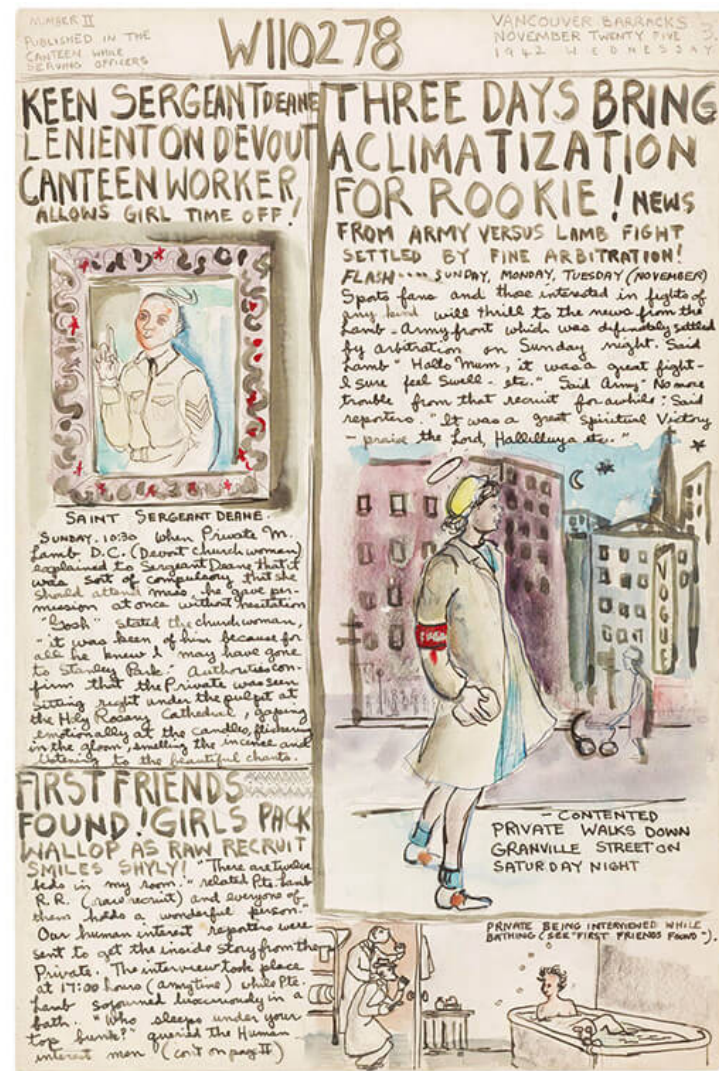 NUMBER II
PUBLISHED IN THE
CANTEEN WHILE
SERVING OFFICERS
W110278
VANCOUVER BARRACKS 3.
NOVEMBER TWENTY FIVE
1942 WEDNESDAY
KEEN SERGEANT DEANE
LENIENT ON DEVOUT
CANTEEN WORKER,
ALLOWS GIRL TIME OFF!
SAINT SERGEANT DEANE.
SUNDAY. 10:30 When Private M.
Lamb D.C. (Devout churchwoman)
explained to Sergeant Deane that it
was sort of compulsory that she
should attend mass, he gave per-
mission at once without hesitation
"Gosh" stated the churchwoman,
- "it was keen of him because for
all he knew I may have gone
to Stanley Park." Authorities con-
firm that the Private was seen
sitting right under the pulpit at
the Holy Rosary Cathedral, gaping
emotionally at the candles, flickering
in the gloom, smelling the incence and
listening to the beautiful chants.
FIRST FRIENDS
FOUND! GIRLS PACK
WALLOP AS RAW RECRUIT
SMILES SHYLY! "There are twelve
beds in my room." related Pte. Lamb
R.R. (raw recruit) and everyone of
them holds a wonderful person."
Our human interest reporters were
sent to get the inside story from the
Private. The interview took place
at 17:00 hours (army time) while Pte.
Lamb sojourned luxuriously in a
bath. "Who sleeps under your
top bunk?" queried the Human
interest men (cont on page II)
THREE DAYS BRING
ACLIMATIZATION
FOR ROOKIE! NEWS
FROM ARMY VERSUS LAMB FIGHT
SETTLED BY FINE ARBITRATION!
FLASH.... SUNDAY, MONDAY, TUESDAY (NOVEMBER)
Spots fans and those interested in fights of
any kind will thrill to the news from the
Lamb-Army front which was definately settled
by arbitration on Sunday night. Said
Lamb "Hallo Mum, it was a great fight-
I sure feel swell - etc." Said Army- No more
trouble from that recruit for awhile: Said
reporters. "It was a great Spiritual Victory
- praise the Lord, Hallelluya etc."
VOGUE
- CONTENTED
PRIVATE WALKS DOWN
GRANVILLE STREET ON
SATURDAY NIGHT
PRIVATE BEING INTERVIEWED WHILE
BATHING (SEE "FIRST FRIENDS FOUND").